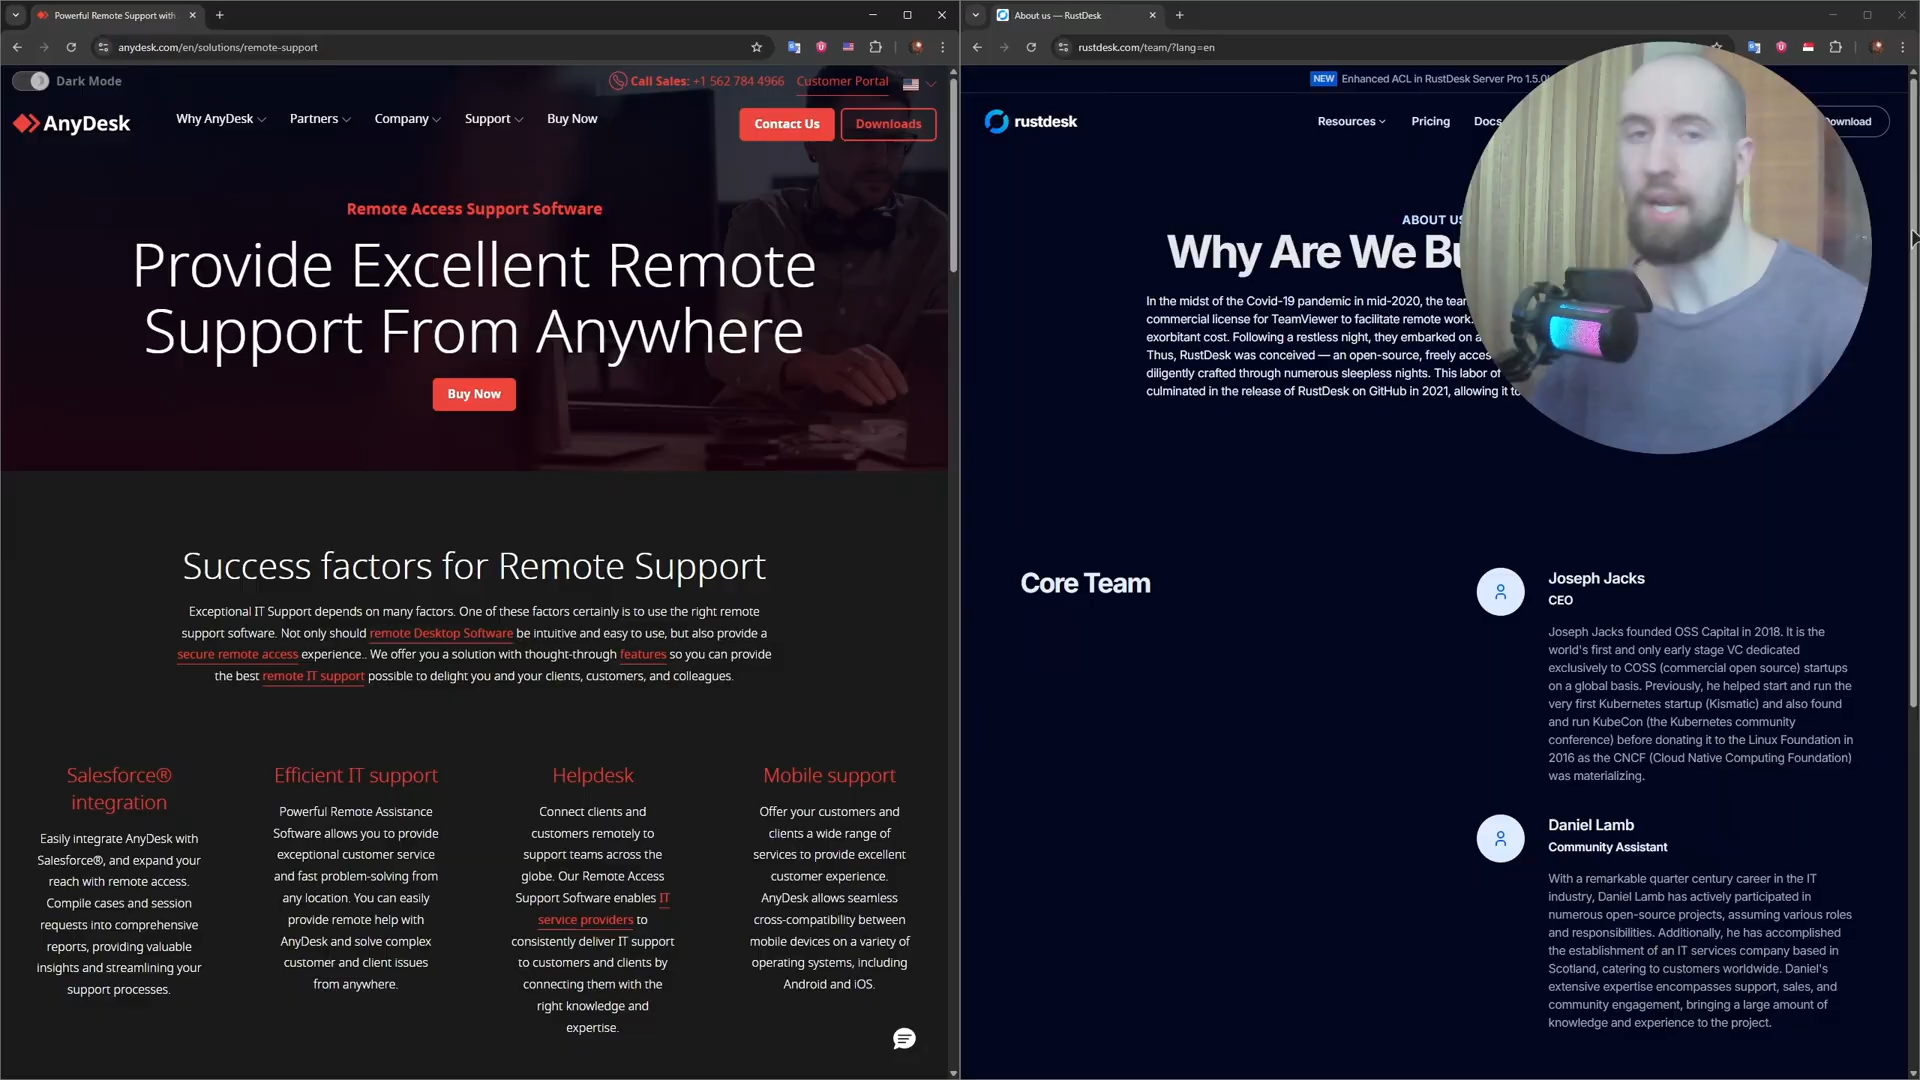 Powerful Remote Support with
anydesk.com/en/solutions/remote-support
Dark Mode
Call Sales: +1 562 784 4966
Customer Portal
AnyDesk
Why AnyDesk
Partners
Company
Support
Buy Now
Contact Us
Downloads
Remote Access Support Software
Provide Excellent Remote
Support From Anywhere
Buy Now
Success factors for Remote Support
Exceptional IT Support depends on many factors. One of these factors certainly is to use the right remote
support software. Not only should remote Desktop Software be intuitive and easy to use, but also provide a
secure remote access experience.. We offer you a solution with thought-through features so you can provide
the best remote IT support possible to delight you and your clients, customers, and colleagues.
Salesforce®
integration
Easily integrate AnyDesk with
Salesforce®, and expand your
reach with remote access.
Compile cases and session
requests into comprehensive
reports, providing valuable
insights and streamlining your
support processes.
Efficient IT support
Powerful Remote Assistance
Software allows you to provide
exceptional customer service
and fast problem-solving from
any location. You can easily
provide remote help with
AnyDesk and solve complex
customer and client issues
from anywhere.
Helpdesk
Connect clients and
customers remotely to
support teams across the
globe. Our Remote Access
Support Software enables IT
service providers to
consistently deliver IT support
to customers and clients by
connecting them with the
right knowledge and
expertise.
Mobile support
Offer your customers and
clients a wide range of
services to provide excellent
customer experience.
AnyDesk allows seamless
cross-compatibility between
mobile devices on a variety of
operating systems, including
Android and iOS.
About us — RustDesk
rustdesk.com/team/?lang=en
NEW Enhanced ACL in RustDesk Server Pro 1.5.0
rustdesk
Resources
Pricing
Docs
Download
ABOUT US
Why Are We Bu
In the midst of the Covid-19 pandemic in mid-2020, the tea
commercial license for TeamViewer to facilitate remote work.
exorbitant cost. Following a restless night, they embarked on a
Thus, RustDesk was conceived — an open-source, freely acces
diligently crafted through numerous sleepless nights. This labor of
culminated in the release of RustDesk on GitHub in 2021, allowing it to
Core Team
Joseph Jacks
CEO
Joseph Jacks founded OSS Capital in 2018. It is the
world's first and only early stage VC dedicated
exclusively to COSS (commercial open source) startups
on a global basis. Previously, he helped start and run the
very first Kubernetes startup (Kismatic) and also found
and run KubeCon (the Kubernetes community
conference) before donating it to the Linux Foundation in
2016 as the CNCF (Cloud Native Computing Foundation)
was materializing.
Daniel Lamb
Community Assistant
With a remarkable quarter century career in the IT
industry, Daniel Lamb has actively participated in
numerous open-source projects, assuming various roles
and responsibilities. Additionally, he has accomplished
the establishment of an IT services company based in
Scotland, catering to customers worldwide. Daniel's
extensive expertise encompasses support, sales, and
community engagement, bringing a large amount of
knowledge and experience to the project.